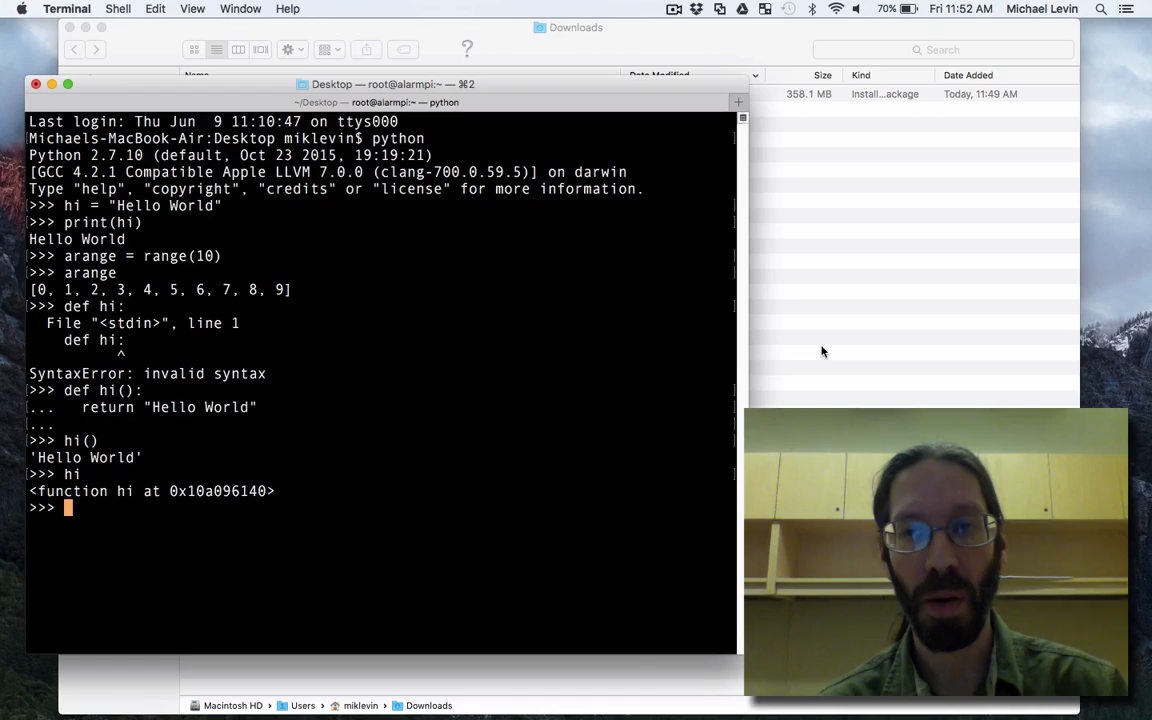 Terminal Shell Edit View Window Help 70% Fri 11:52 AM Michael Levin
Downloads
? Search
Name Date Modified Size Kind Date Added
358.1 MB Install...ackage Today, 11:49 AM
Desktop — root@alarmpi:~ — ⌘2
~/Desktop — root@alarmpi:~ — python
Last login: Thu Jun  9 11:10:47 on ttys000
Michaels-MacBook-Air:Desktop miklevin$ python
Python 2.7.10 (default, Oct 23 2015, 19:19:21)
[GCC 4.2.1 Compatible Apple LLVM 7.0.0 (clang-700.0.59.5)] on darwin
Type "help", "copyright", "credits" or "license" for more information.
>>> hi = "Hello World"
>>> print(hi)
Hello World
>>> arange = range(10)
>>> arange
[0, 1, 2, 3, 4, 5, 6, 7, 8, 9]
>>> def hi:
  File "<stdin>", line 1
    def hi:
          ^
SyntaxError: invalid syntax
>>> def hi():
...   return "Hello World"
...
>>> hi()
'Hello World'
>>> hi
<function hi at 0x10a096140>
>>>
Macintosh HD › Users › miklevin › Downloads